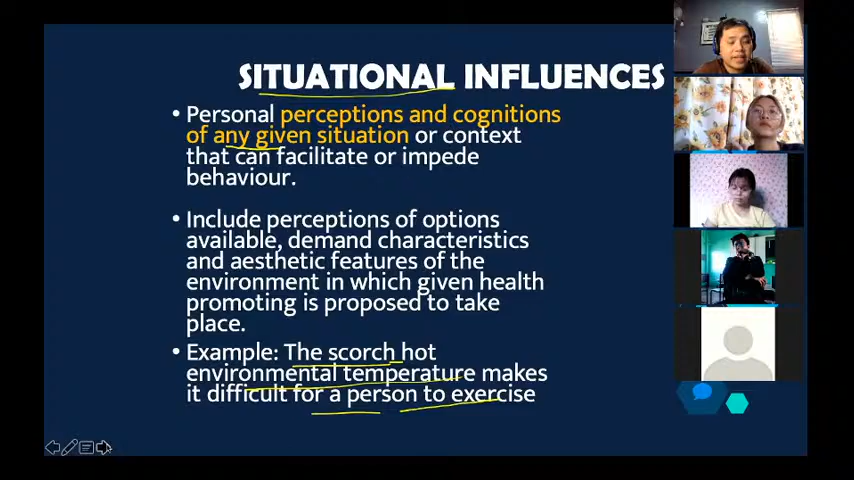 SITUATIONAL INFLUENCES
• Personal perceptions and cognitions
of any given situation or context
that can facilitate or impede
behaviour.
• Include perceptions of options
available, demand characteristics
and aesthetic features of the
environment in which given health
promoting is proposed to take
place.
• Example: The scorch hot
environmental temperature makes
it difficult for a person to exercise